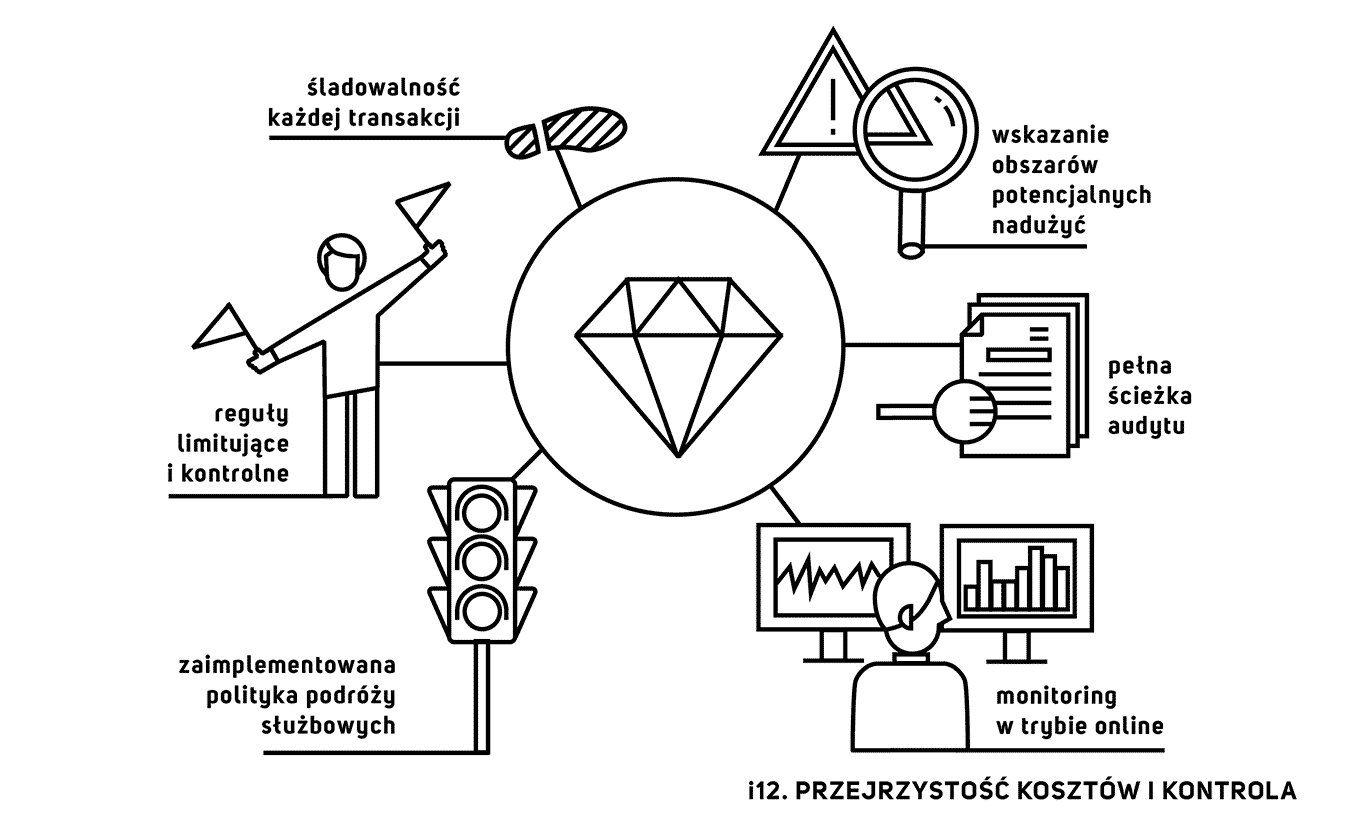 śladowalność
każdej transakcji
wskazanie
obszarów
potencjalnych
nadużyć
reguły
limitujące
i kontrolne
pełna
ścieżka
audytu
zaimplementowana
polityka podróży
służbowych
monitoring
w trybie online
i12. PRZEJRZYSTOŚĆ KOSZTÓW I KONTROLA